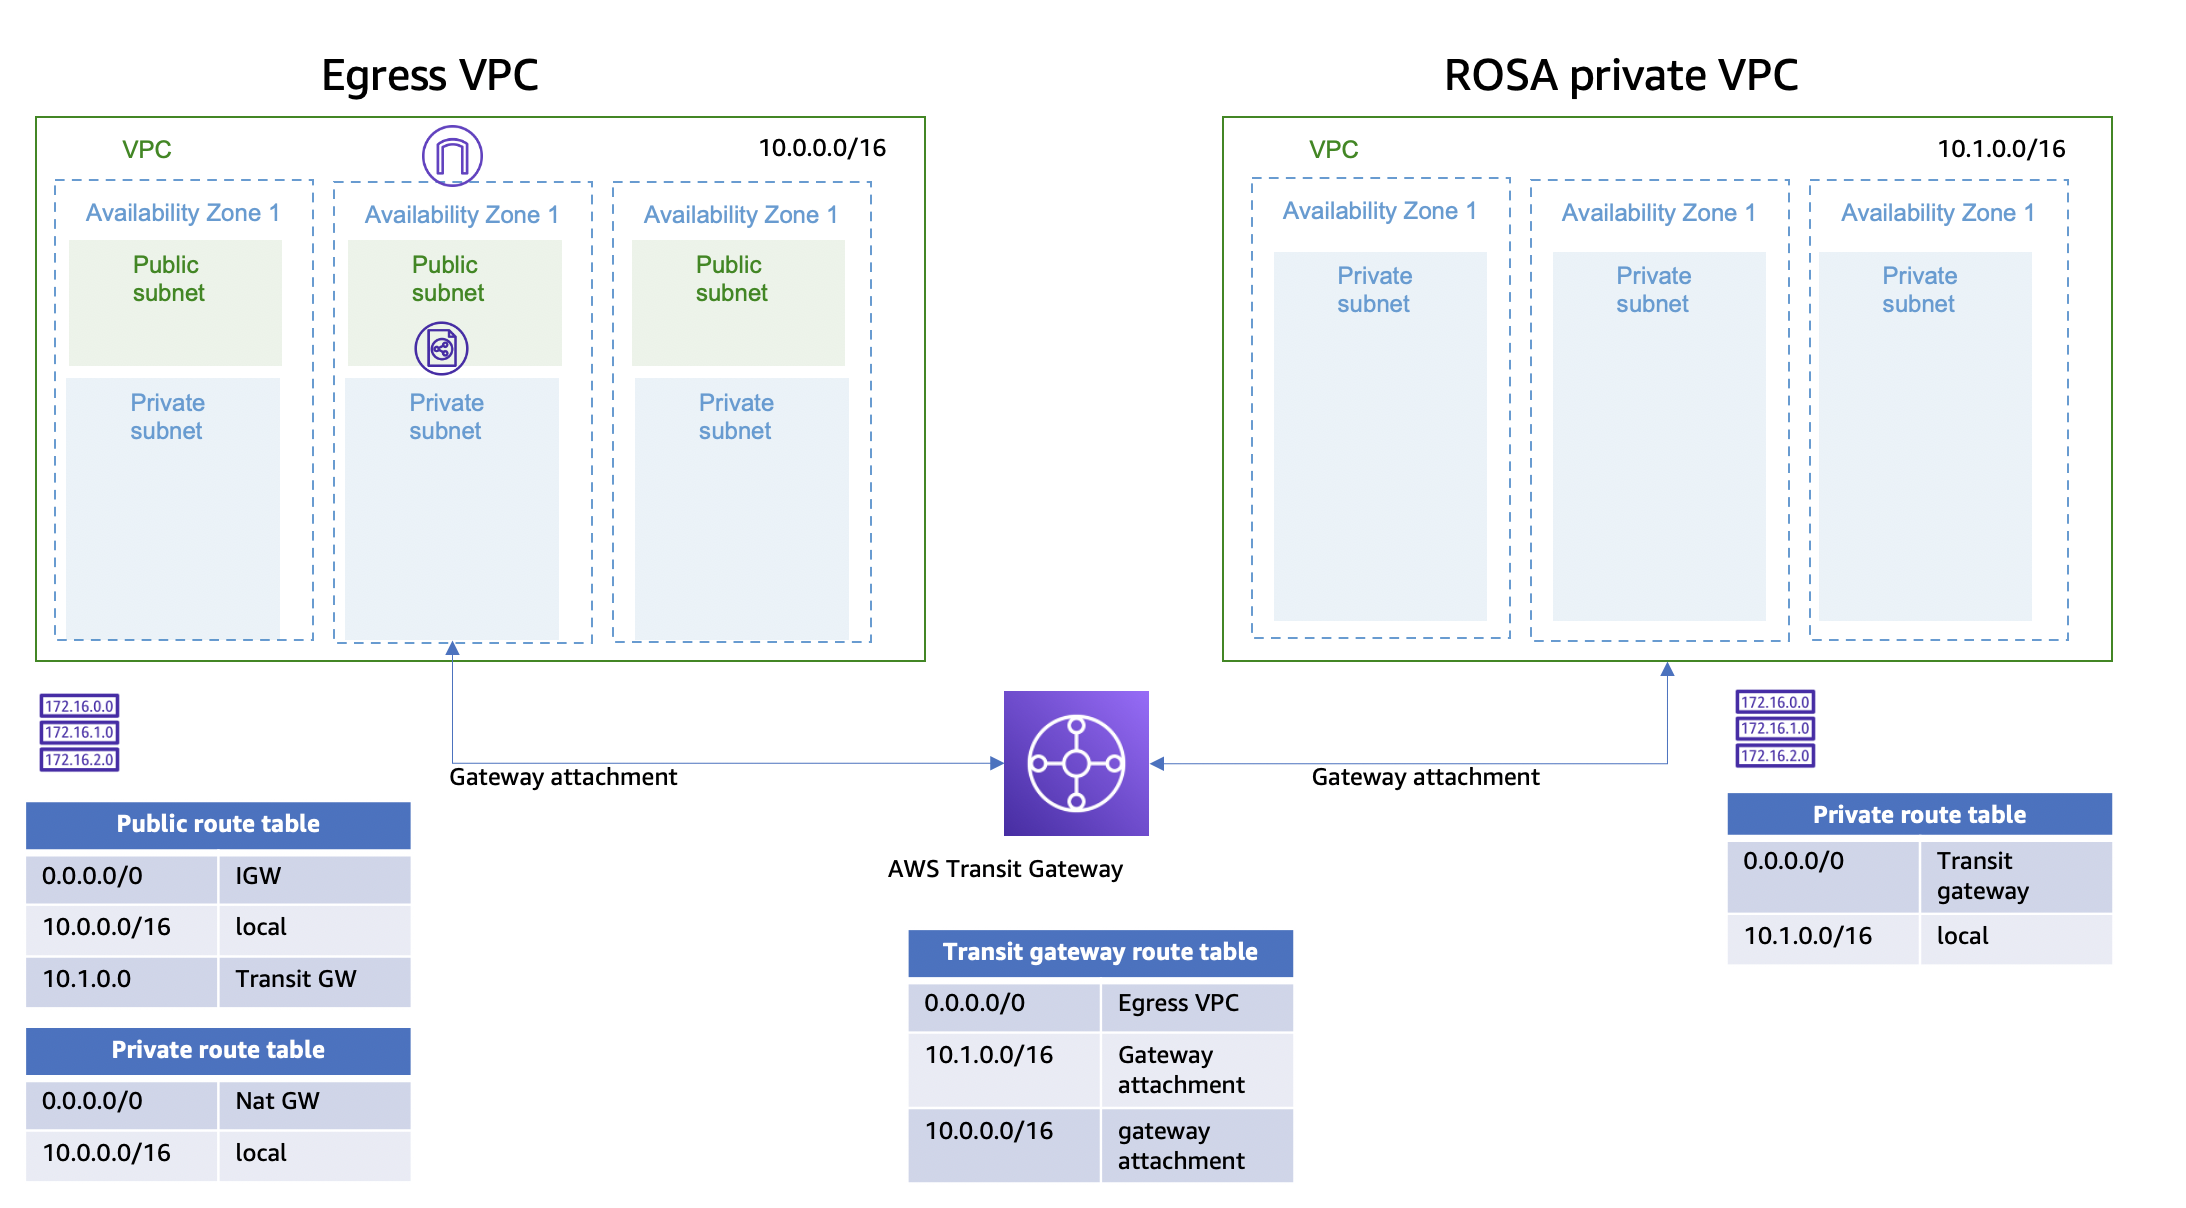 Egress VPC
ROSA private VPC
VPC
10.0.0.0/16
Availability Zone 1
Availability Zone 1
Availability Zone 1
Public
subnet
Public
subnet
Public
subnet
Private
subnet
Private
subnet
Private
subnet
VPC
10.1.0.0/16
Availability Zone 1
Availability Zone 1
Availability Zone 1
Private
subnet
Private
subnet
Private
subnet
172.16.0.0
172.16.1.0
172.16.2.0
Gateway attachment
Gateway attachment
172.16.0.0
172.16.1.0
172.16.2.0
AWS Transit Gateway
Public route table
0.0.0.0/0 IGW
10.0.0.0/16 local
10.1.0.0 Transit GW
Private route table
0.0.0.0/0 Nat GW
10.0.0.0/16 local
Transit gateway route table
0.0.0.0/0 Egress VPC
10.1.0.0/16 Gateway
attachment
10.0.0.0/16 gateway
attachment
Private route table
0.0.0.0/0 Transit
gateway
10.1.0.0/16 local